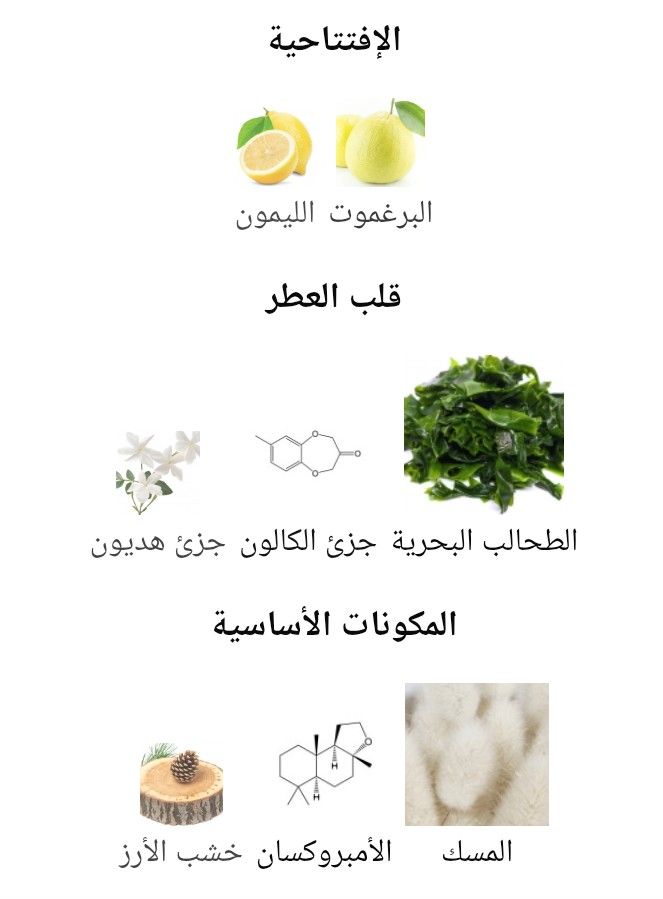 الإفتتاحية
البرغموت الليمون
قلب العطر
الطحالب البحرية جزئ الكالون جزئ هديون
المكونات الأساسية
المسك الأمبروكسان خشب الأرز